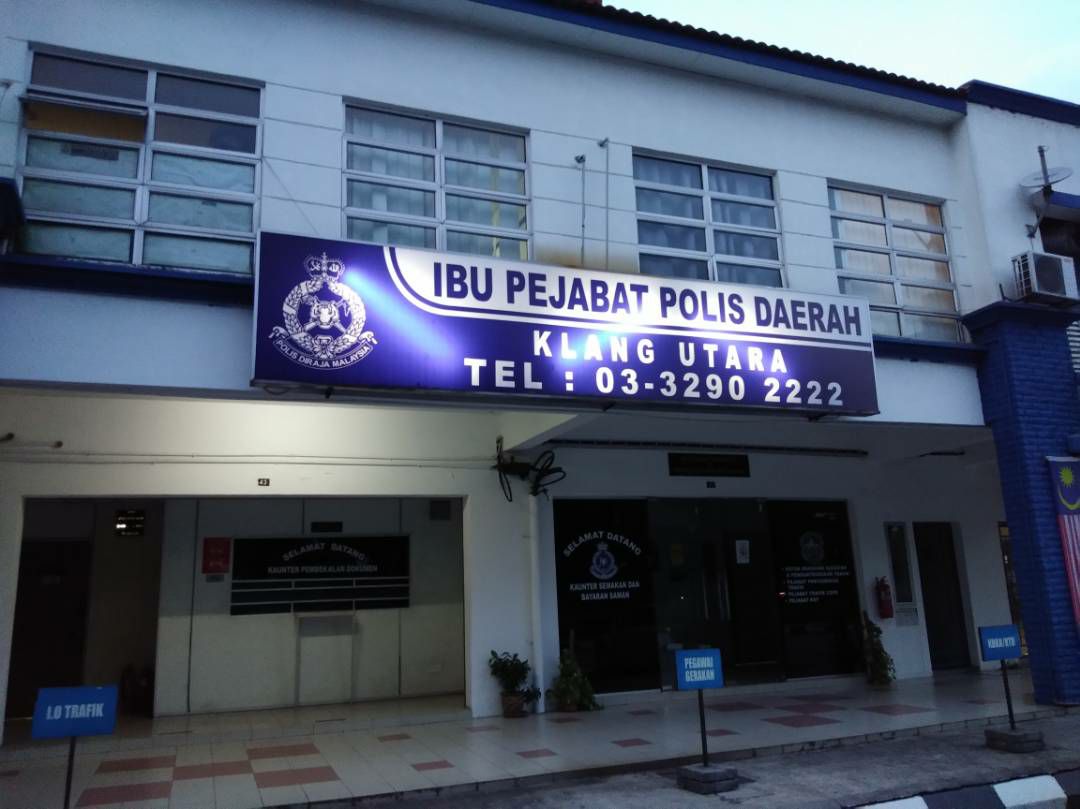 IBU PEJABAT POLIS DAERAH
KLANG UTARA
TEL : 03-3290 2222
POLIS DIRAJA MALAYSIA
43
SELAMAT DATANG
KAUNTER PEMBEKALAN DOKUMEN
SELAMAT DATANG
KAUNTER SEMAKAN DAN
BAYARAN SAMAN
I.O TRAFIK
PEGAWAI
GERAKAN